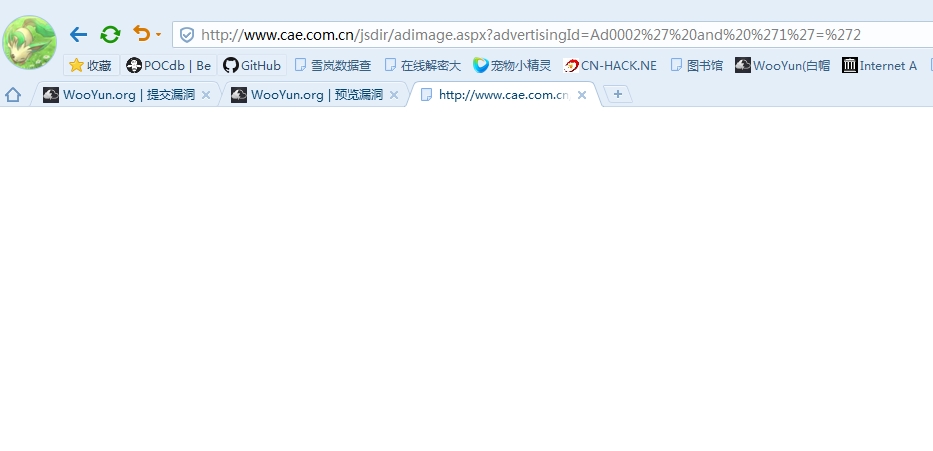 http://www.cae.com.cn/jsdir/adimage.aspx?advertisingId=Ad0002%27%20and%20%271%27=%272
收藏 POCdb | Be GitHub 雪岚数据查 在线解密大 宠物小精灵 CN-HACK.NE 图书馆 WooYun(白帽 Internet A
WooYun.org | 提交漏洞 WooYun.org | 预览漏洞 http://www.cae.com.cn